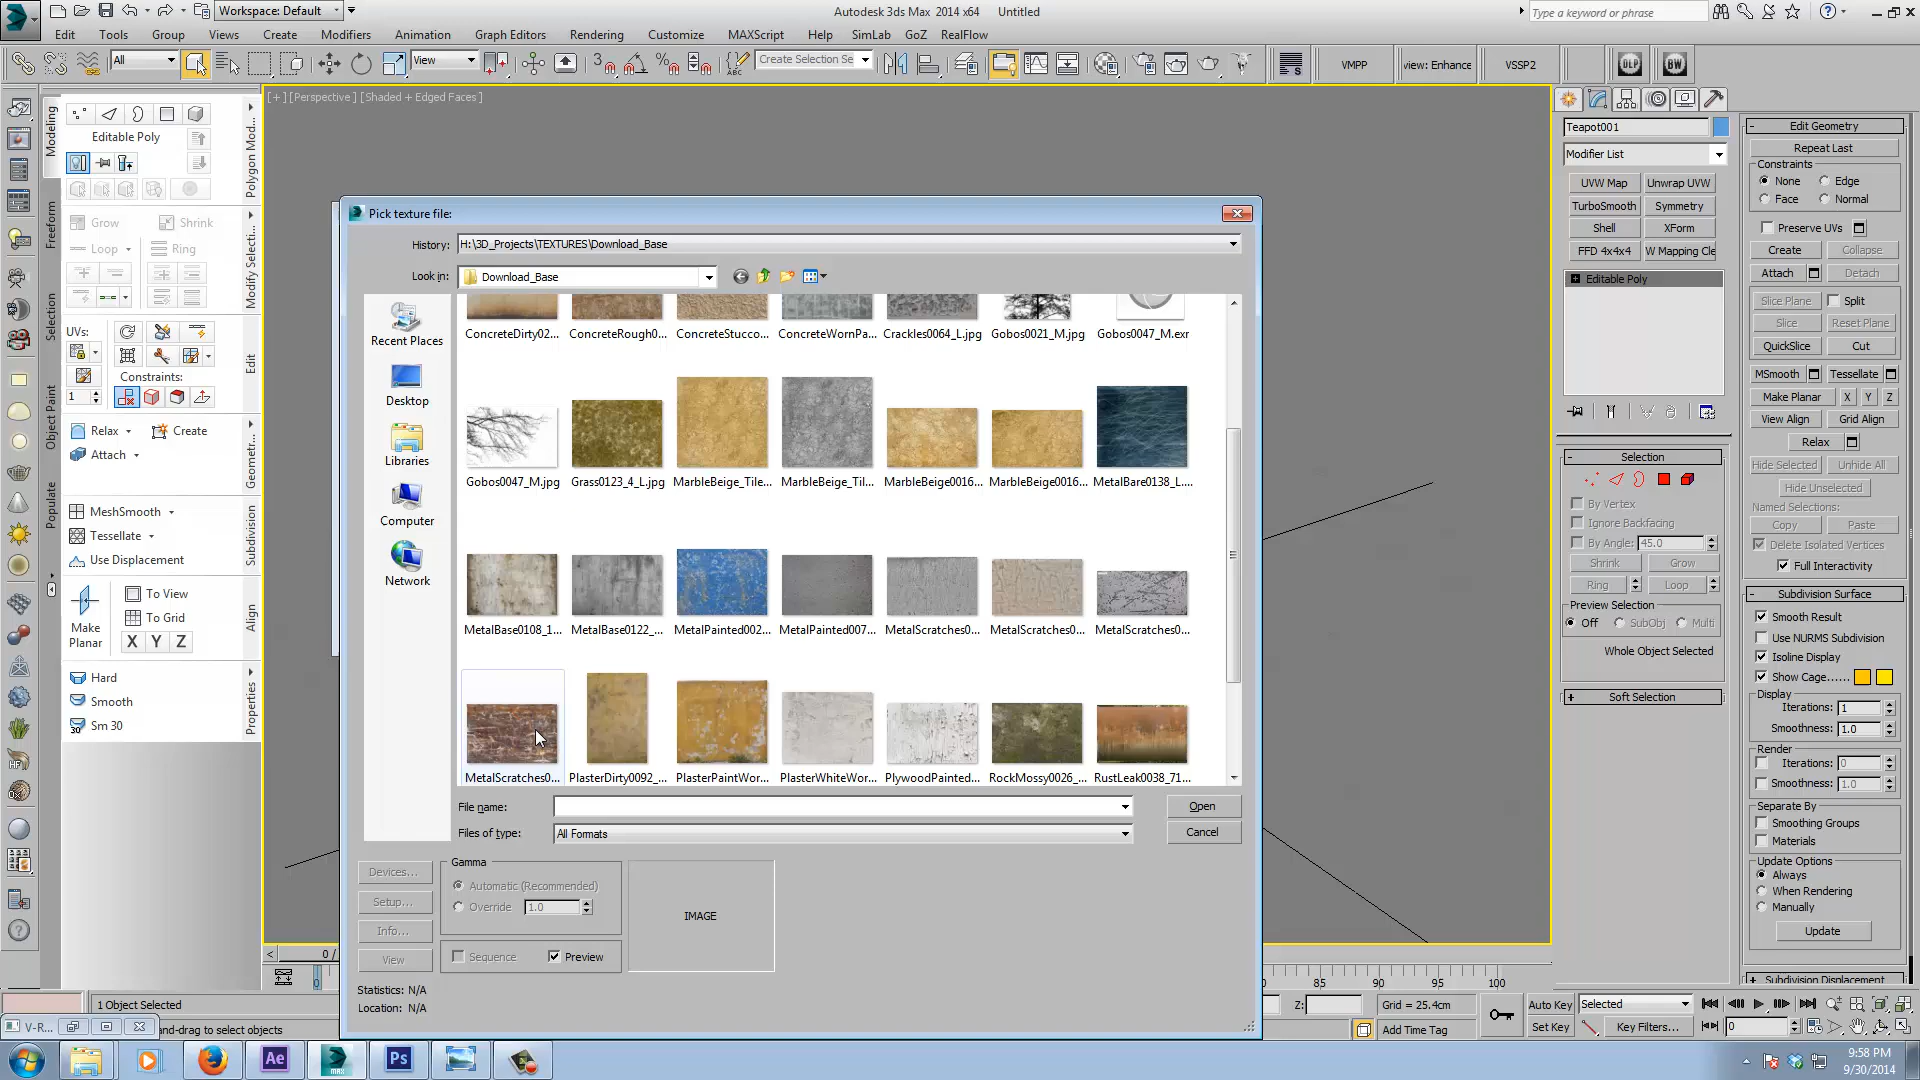 Workspace: Default
Autodesk 3ds Max 2014 x64 Untitled
Type a keyword or phrase
Edit Tools Group Views Create Modifiers Animation Graph Editors Rendering Customize MAXScript Help SimLab GoZ RealFlow
All
View
Create Selection Se
VMPP
view: Enhance
VSSP2
DLP
BW
[+] [Perspective] [Shaded + Edged Faces]
Modeling
Freeform
Selection
Object Paint
Populate
Editable Poly
Polygon Mod...
Grow Shrink
Loop Ring
Modify Selecti...
UVs:
Constraints:
1
Edit
Relax Create
Attach
Geometr...
MeshSmooth
Tessellate
Use Displacement
Subdivision
Make Planar
To View
To Grid
X Y Z
Align
Hard
Smooth
Sm 30
Properties
Pick texture file:
History: H:\3D_Projects\TEXTURES\Download_Base
Look in: Download_Base
Recent Places
Desktop
Libraries
Computer
Network
ConcreteDirty02... ConcreteRough0... ConcreteStucco... ConcreteWornPa... Crackles0064_L.jpg Gobos0021_M.jpg Gobos0047_M.exr
Gobos0047_M.jpg Grass0123_4_L.jpg MarbleBeige_Tile... MarbleBeige_Til... MarbleBeige0016... MarbleBeige0016... MetalBare0138_L...
MetalBase0108_1... MetalBase0122_... MetalPainted002... MetalPainted007... MetalScratches0... MetalScratches0... MetalScratches0...
MetalScratches0... PlasterDirty0092_... PlasterPaintWor... PlasterWhiteWor... PlywoodPainted... RockMossy0026_... RustLeak0038_71...
File name:
Open
Files of type: All Formats
Cancel
Devices...
Setup...
Info...
View
Gamma
Automatic (Recommended)
Override 1.0
Sequence Preview
IMAGE
Statistics: N/A
Location: N/A
Teapot001
Modifier List
UVW Map Unwrap UVW
TurboSmooth Symmetry
Shell XForm
FFD 4x4x4 W Mapping Cle
Editable Poly
Selection
By Vertex
Ignore Backfacing
By Angle: 45.0
Shrink Grow
Ring Loop
Preview Selection
Off SubObj Multi
Whole Object Selected
Soft Selection
Edit Geometry
Repeat Last
Constraints
None Edge
Face Normal
Preserve UVs
Create Collapse
Attach Detach
Slice Plane Split
Slice Reset Plane
QuickSlice Cut
MSmooth Tessellate
Make Planar X Y Z
View Align Grid Align
Relax
Hide Selected Unhide All
Hide Unselected
Named Selections:
Copy Paste
Delete Isolated Vertices
Full Interactivity
Subdivision Surface
Smooth Result
Use NURMS Subdivision
Isoline Display
Show Cage......
Display
Iterations: 1
Smoothness: 1.0
Render
Iterations: 0
Smoothness: 1.0
Separate By
Smoothing Groups
Materials
Update Options
Always
When Rendering
Manually
Update
Subdivision Displacement
0 /
85 90 95 100
1 Object Selected
Z:
Grid = 25.4cm
Auto Key Selected
V-R...
and-drag to select objects
Add Time Tag
Set Key Key Filters...
0
Ae
MAX
Ps
9:58 PM
9/30/2014